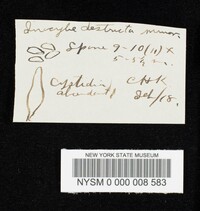 Inocybe destricta minor
Spore 9-10(11) x
5-5½ m.
Cystidia
abundant
CHK
Feb/18.
NEW YORK STATE MUSEUM
NYSM 0 000 008 583